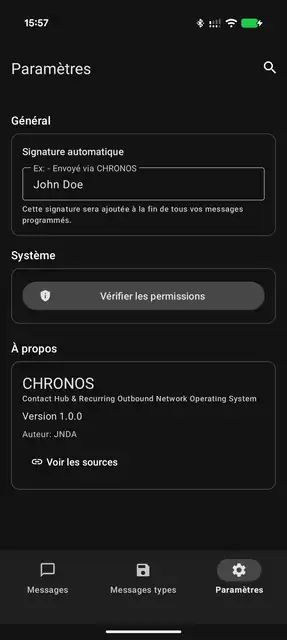 15:57
Paramètres
Général
Signature automatique
Ex: - Envoyé via CHRONOS
John Doe
Cette signature sera ajoutée à la fin de tous vos messages
programmés.
Système
Vérifier les permissions
À propos
CHRONOS
Contact Hub & Recurring Outbound Network Operating System
Version 1.0.0
Auteur: JNDA
Voir les sources
Messages
Messages types
Paramètres